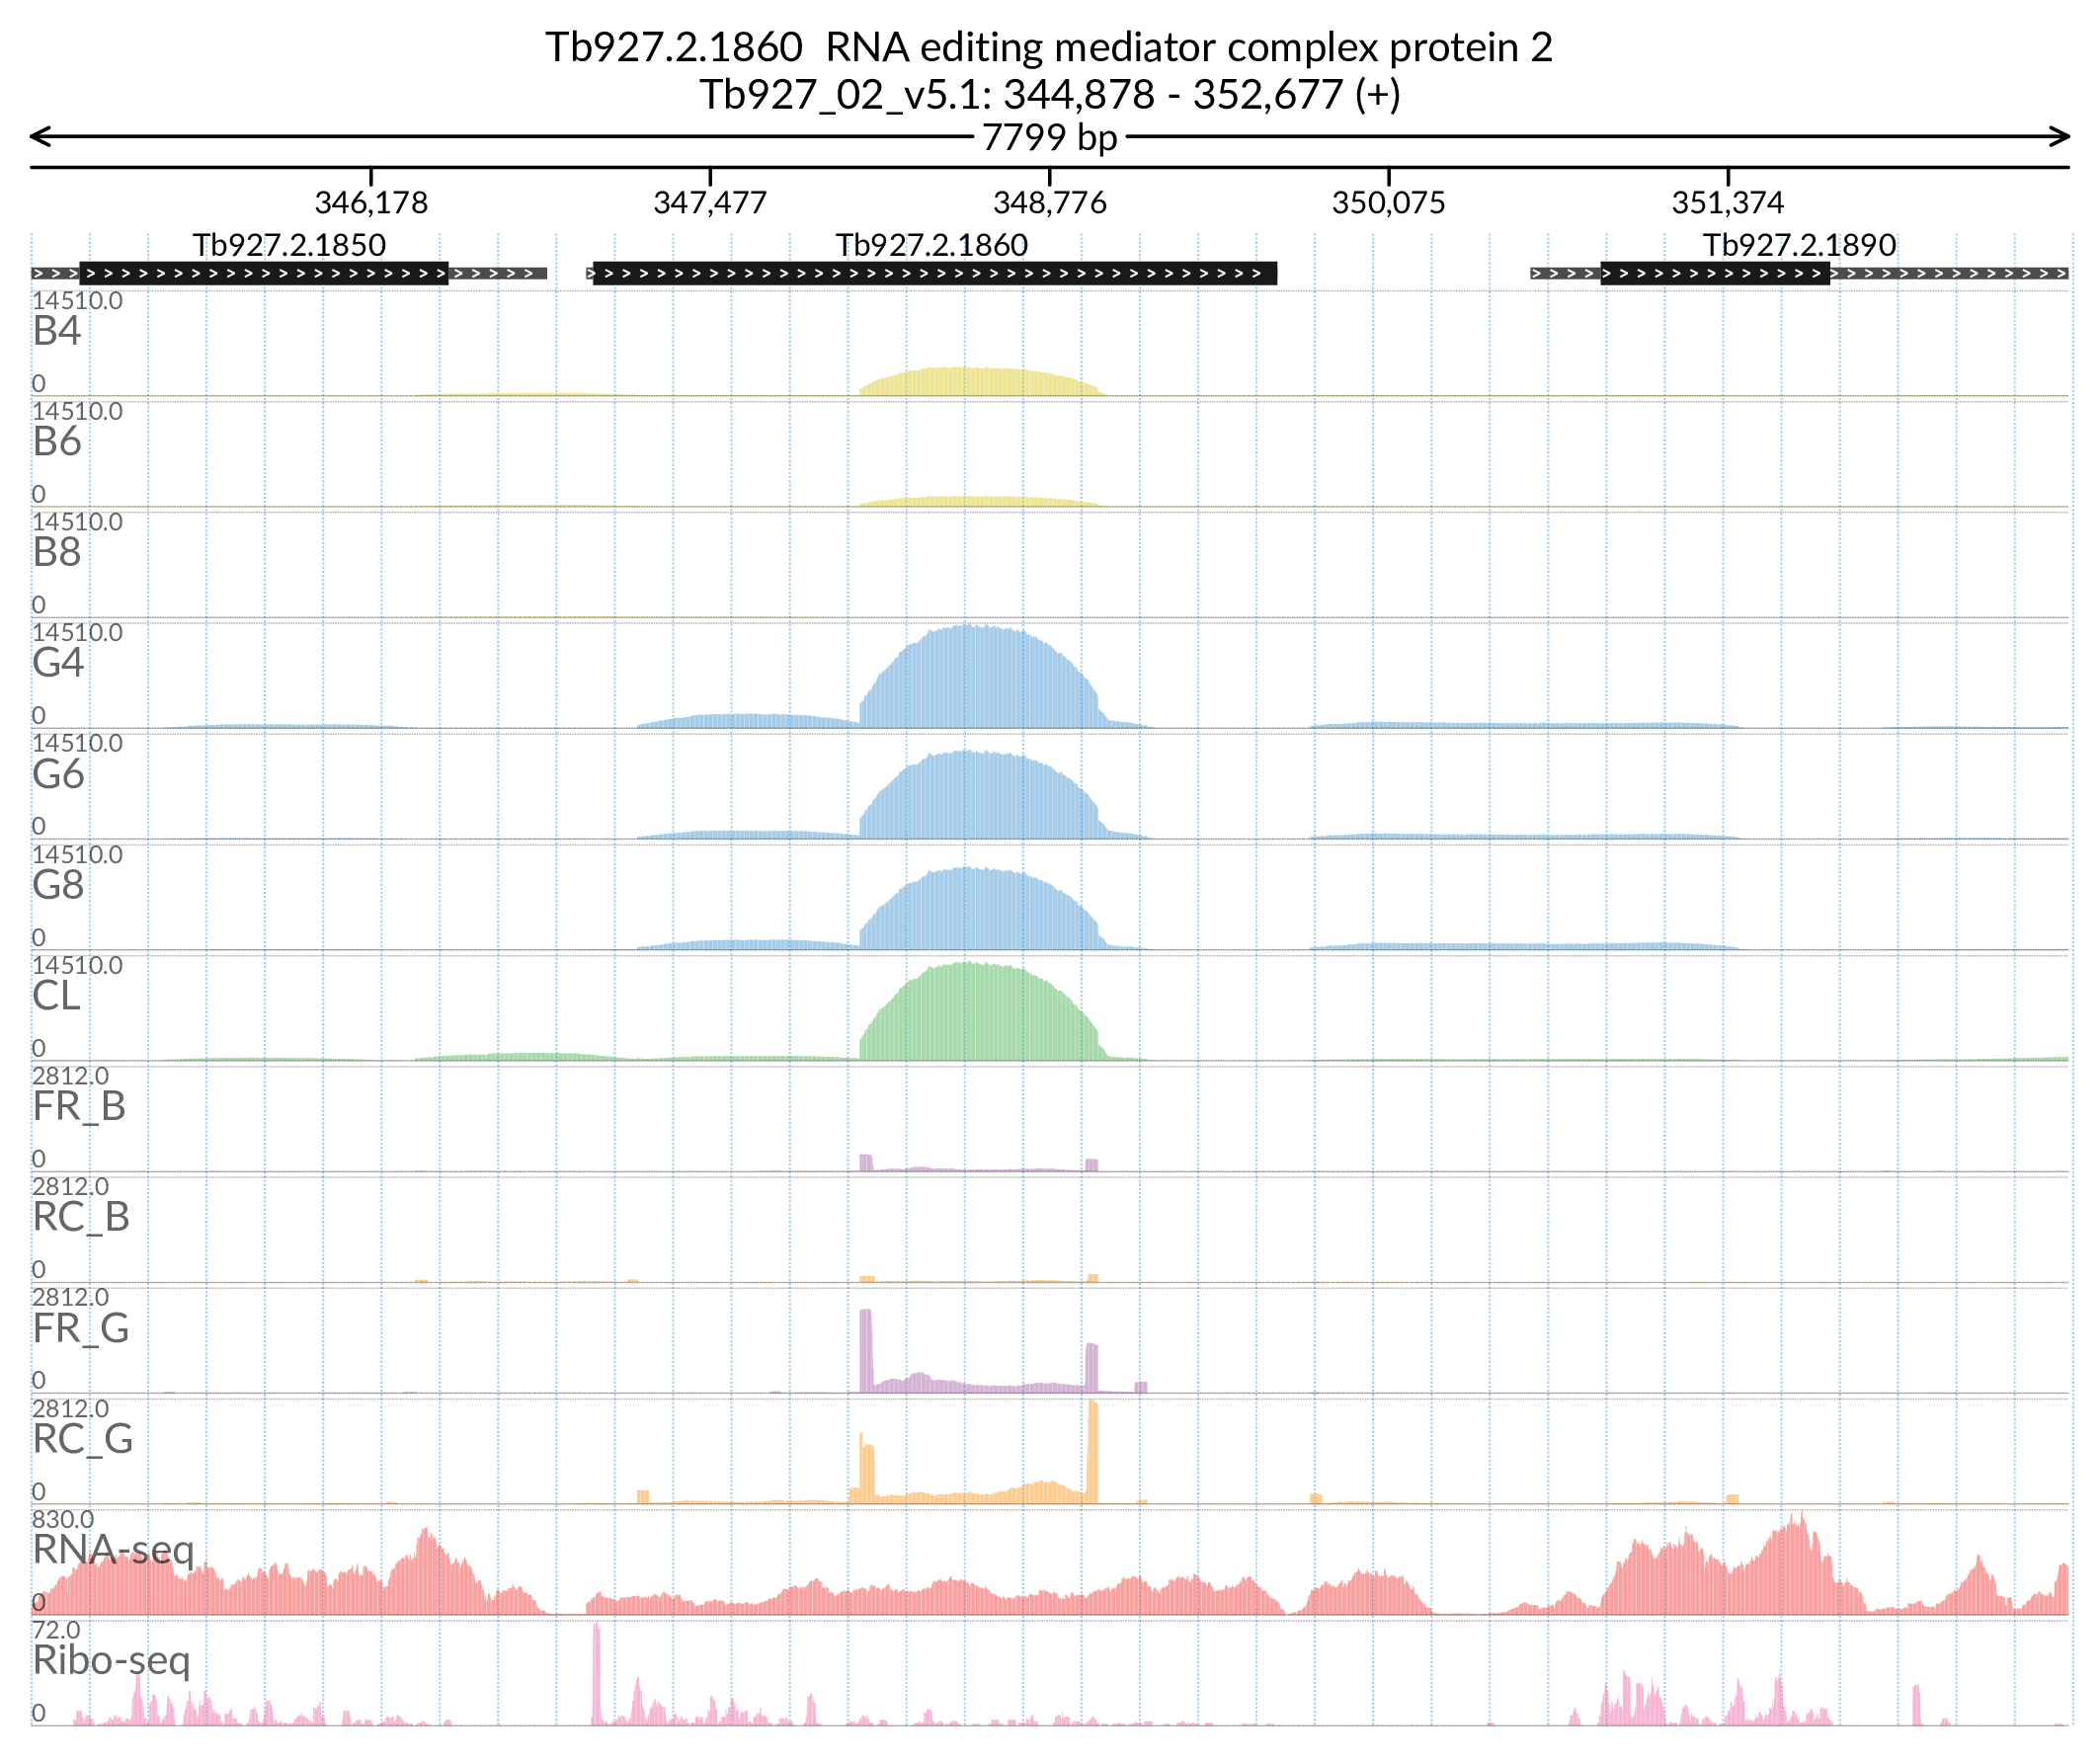 Tb927.2.1860 RNA editing mediator complex protein 2
Tb927_02_v5.1: 344,878 - 352,677 (+)
7799 bp
346,178 347,477 348,776 350,075 351,374
Tb927.2.1850 Tb927.2.1860 Tb927.2.1890
14510.0
B4
0
14510.0
B6
0
14510.0
B8
0
14510.0
G4
0
14510.0
G6
0
14510.0
G8
0
14510.0
CL
0
2812.0
FR_B
0
2812.0
RC_B
0
2812.0
FR_G
0
2812.0
RC_G
0
830.0
RNA-seq
0
72.0
Ribo-seq
0